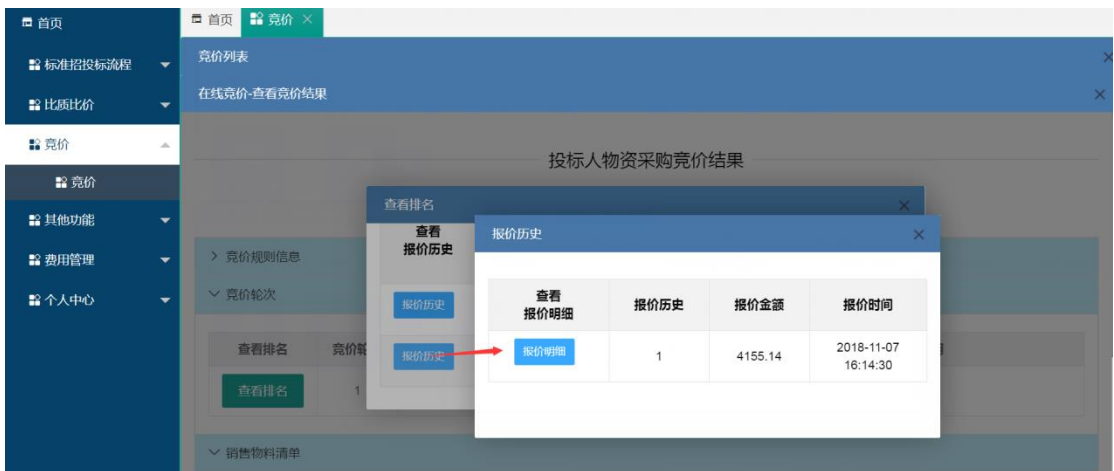 首页
标准招投标流程
比质比价
竞价
竞价
其他功能
费用管理
个人中心
首页
竞价
竞价列表
在线竞价-查看竞价结果
投标人物资采购竞价结果
竞价规则信息
竞价轮次
查看排名
竞价轮
查看排名
1
销售物料清单
查看排名
查看
报价历史
报价历史
报价历史
报价历史
查看
报价明细
报价历史
报价金额
报价时间
报价明细
1
4155.14
2018-11-07
16:14:30